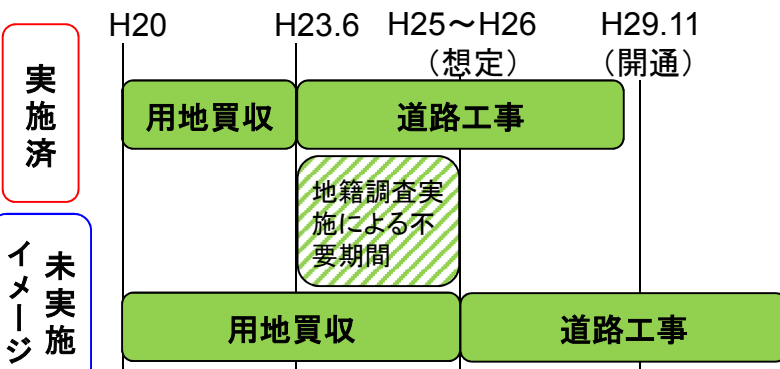 H20
H23.6
H25～H26
（想定）
H29.11
（開通）
実施済
用地買収
道路工事
地籍調査実
施による不
要期間
未実施
イメージ
用地買収
道路工事